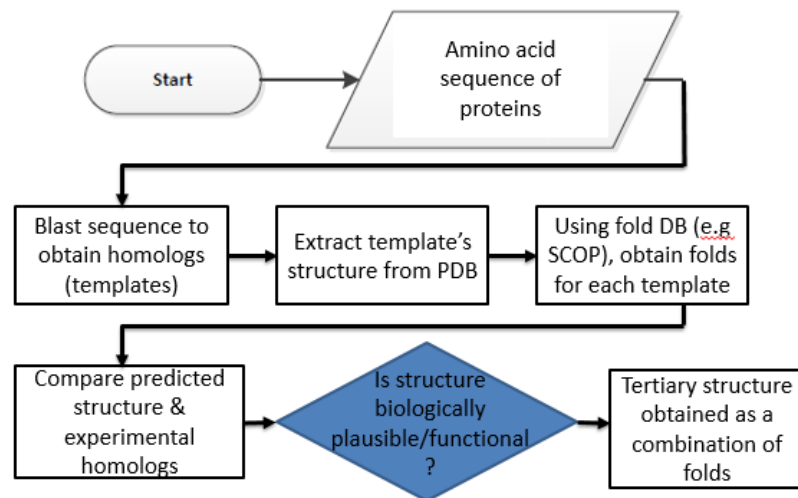 Start
Amino acid
sequence of
proteins
Blast sequence to
obtain homologs
(templates)
Extract template's
structure from PDB
Using fold DB (e.g
SCOP), obtain folds
for each template
Compare predicted
structure &
experimental
homologs
Is structure
biologically
plausible/functional
?
Tertiary structure
obtained as a
combination of
folds